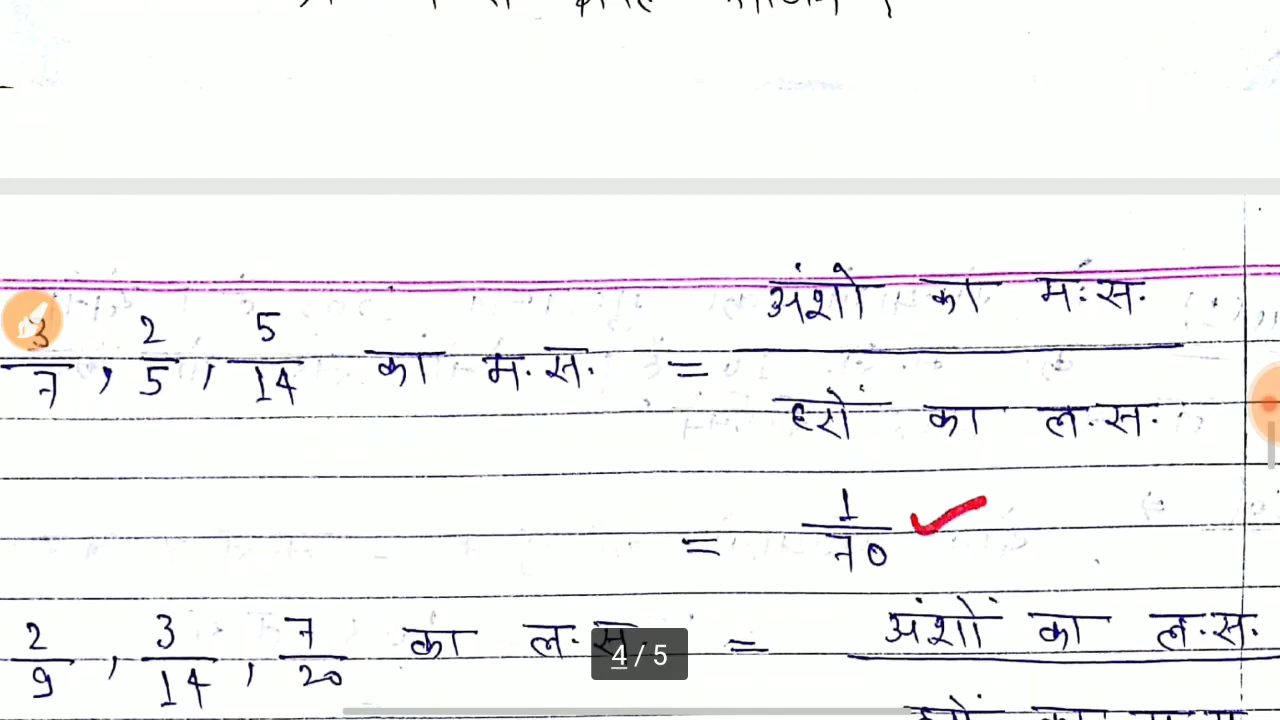 3/7 , 2/5 , 5/14 का म.स. = अंशों का म.स. / हरों का ल.स.
= 1/70
2/9 , 3/14 , 7/20 का ल.स. = अंशों का ल.स.
4 / 5